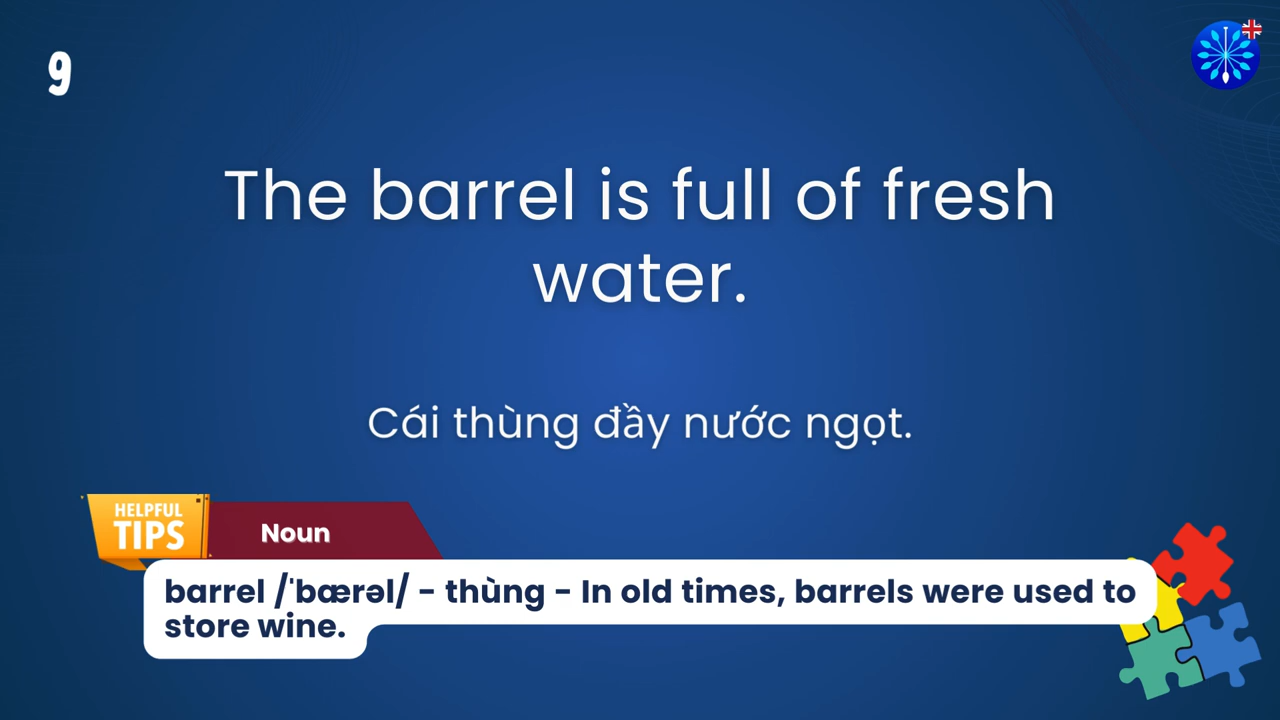 9
The barrel is full of fresh
water.
Cái thùng đầy nước ngọt.
HELPFUL
TIPS
Noun
barrel /ˈbærəl/ - thùng - In old times, barrels were used to
store wine.